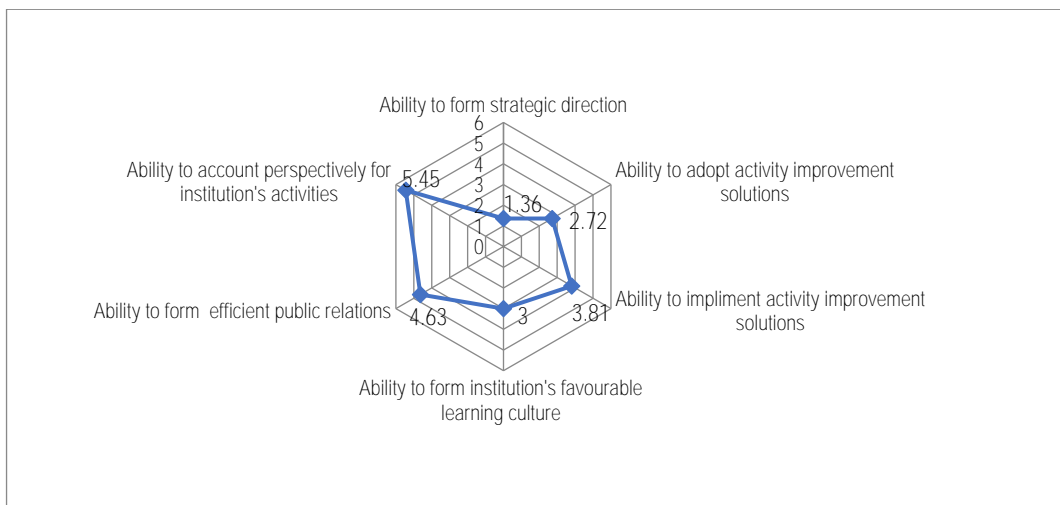 Ability to form strategic direction
6
5
4
3
2
1
0
Ability to account perspectively for
institution's activities
5.45
1.36
Ability to adopt activity improvement
solutions
2.72
Ability to form  efficient public relations
4.63
3
3.81
Ability to impliment activity improvement
solutions
Ability to form institution's favourable
learning culture